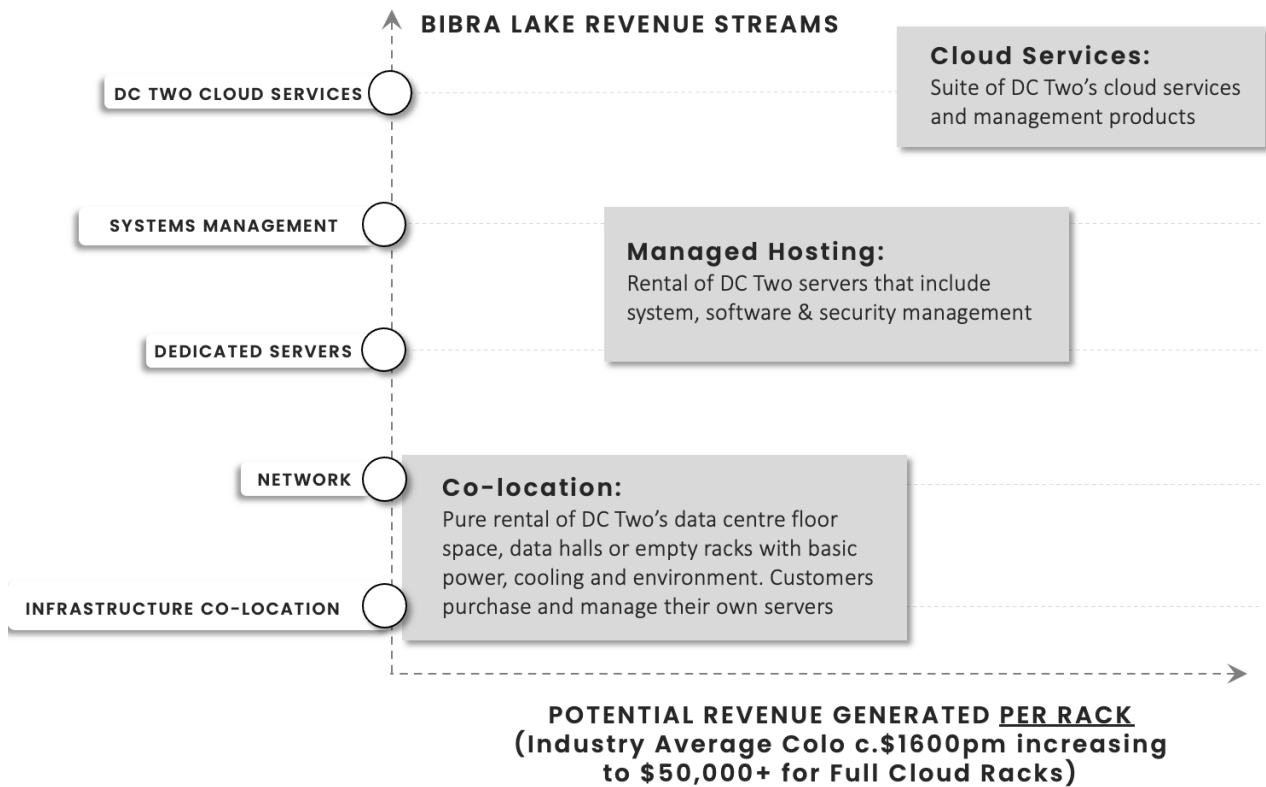 BIBRA LAKE REVENUE STREAMS
Cloud Services:
Suite of DC Two’s cloud services
and management products
DC TWO CLOUD SERVICES
SYSTEMS MANAGEMENT
Managed Hosting:
Rental of DC Two servers that include
system, software & security management
DEDICATED SERVERS
NETWORK
Co-location:
Pure rental of DC Two’s data centre floor
space, data halls or empty racks with basic
power, cooling and environment. Customers
purchase and manage their own servers
INFRASTRUCTURE CO-LOCATION
POTENTIAL REVENUE GENERATED PER RACK
(Industry Average Colo c.$1600pm increasing
to $50,000+ for Full Cloud Racks)